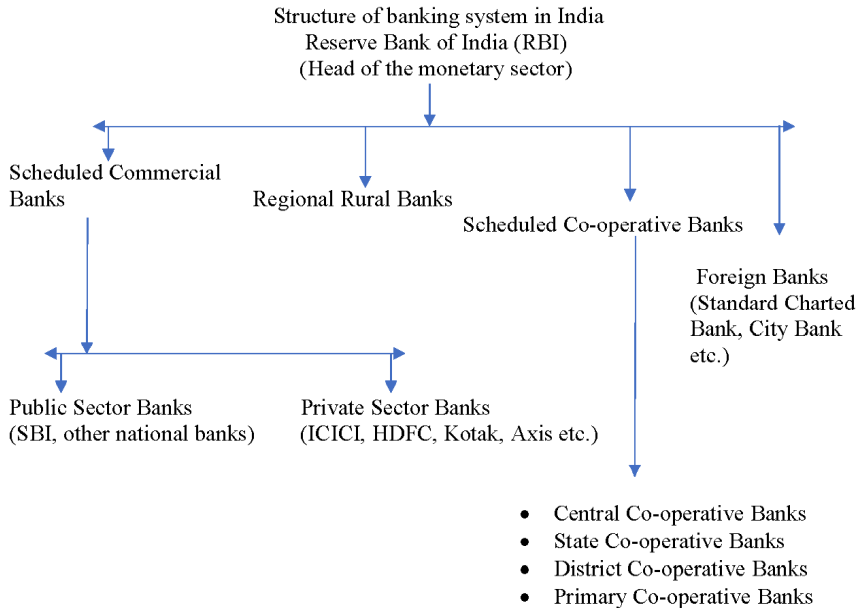 Structure of banking system in India
Reserve Bank of India (RBI)
(Head of the monetary sector)
Scheduled Commercial
Banks
Regional Rural Banks
Scheduled Co-operative Banks
Foreign Banks
(Standard Charted
Bank, City Bank
etc.)
Public Sector Banks
(SBI, other national banks)
Private Sector Banks
(ICICI, HDFC, Kotak, Axis etc.)
• Central Co-operative Banks
• State Co-operative Banks
• District Co-operative Banks
• Primary Co-operative Banks